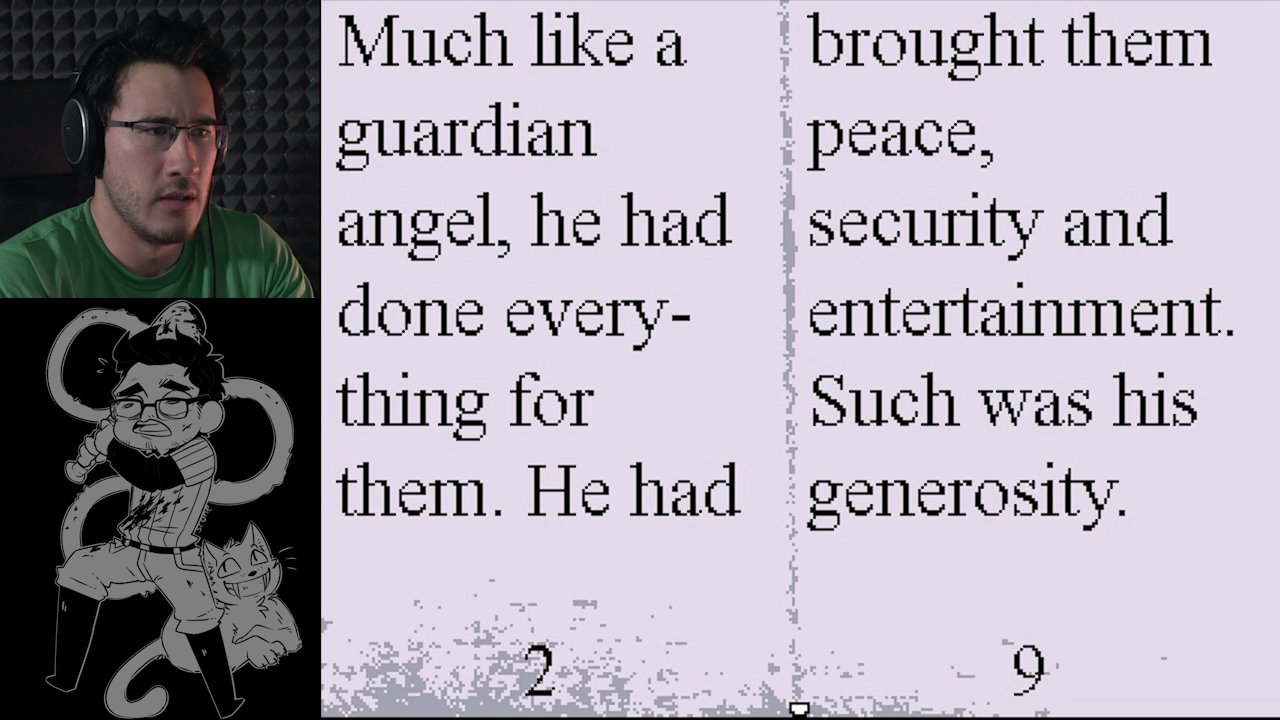 Much like a
guardian
angel, he had
done every-
thing for
them. He had
2
brought them
peace,
security and
entertainment.
Such was his
generosity.
9